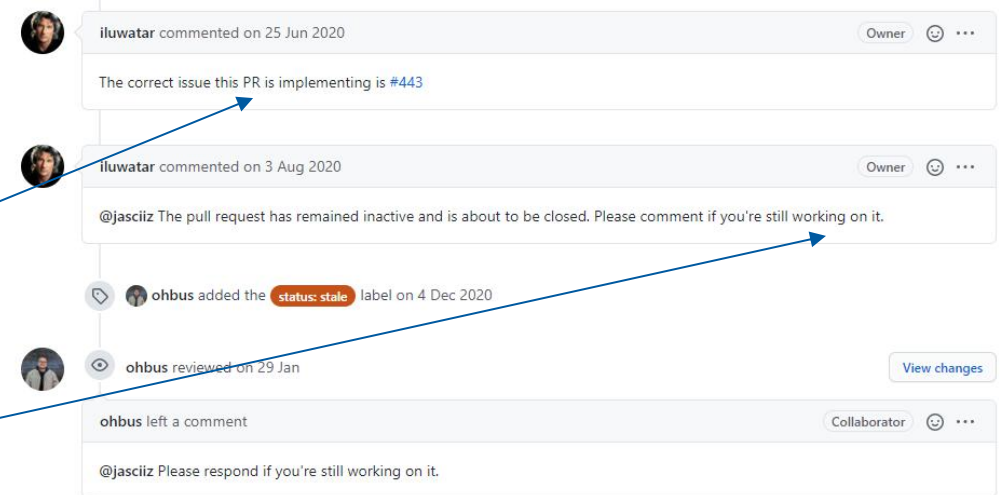 iluwatar commented on 25 Jun 2020 Owner
The correct issue this PR is implementing is #443
iluwatar commented on 3 Aug 2020 Owner
@jasciiz The pull request has remained inactive and is about to be closed. Please comment if you're still working on it.
ohbus added the status: stale label on 4 Dec 2020
ohbus reviewed on 29 Jan View changes
ohbus left a comment Collaborator
@jasciiz Please respond if you're still working on it.